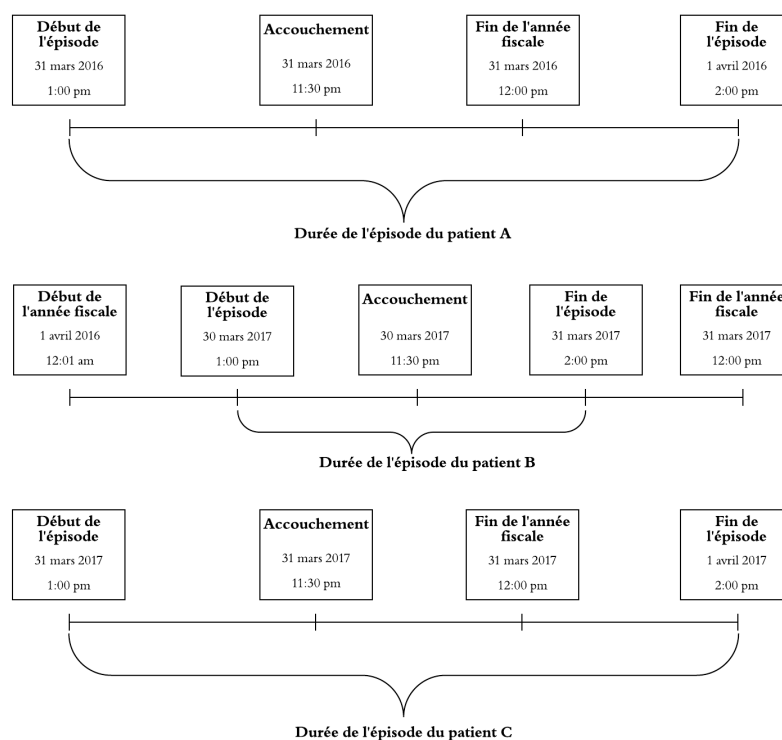 Début de
l'épisode
31 mars 2016
1:00 pm
Accouchement
31 mars 2016
11:30 pm
Fin de l'année
fiscale
31 mars 2016
12:00 pm
Fin de
l'épisode
1 avril 2016
2:00 pm
Durée de l'épisode du patient A
Début de
l'année fiscale
1 avril 2016
12:01 am
Début de
l'épisode
30 mars 2017
1:00 pm
Accouchement
30 mars 2017
11:30 pm
Fin de
l'épisode
31 mars 2017
2:00 pm
Fin de l'année
fiscale
31 mars 2017
12:00 pm
Durée de l'épisode du patient B
Début de
l'épisode
31 mars 2017
1:00 pm
Accouchement
31 mars 2017
11:30 pm
Fin de l'année
fiscale
31 mars 2017
12:00 pm
Fin de
l'épisode
1 avril 2017
2:00 pm
Durée de l'épisode du patient C